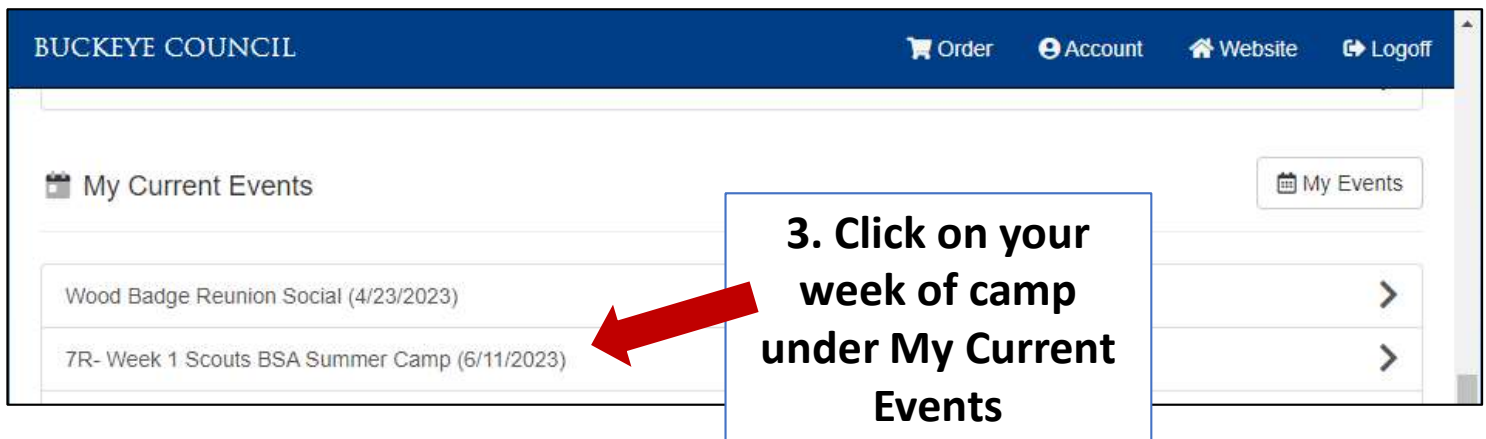 BUCKEYE COUNCIL Order Account Website Logoff
My Current Events My Events
3. Click on your
week of camp
under My Current
Events
Wood Badge Reunion Social (4/23/2023)
7R- Week 1 Scouts BSA Summer Camp (6/11/2023)